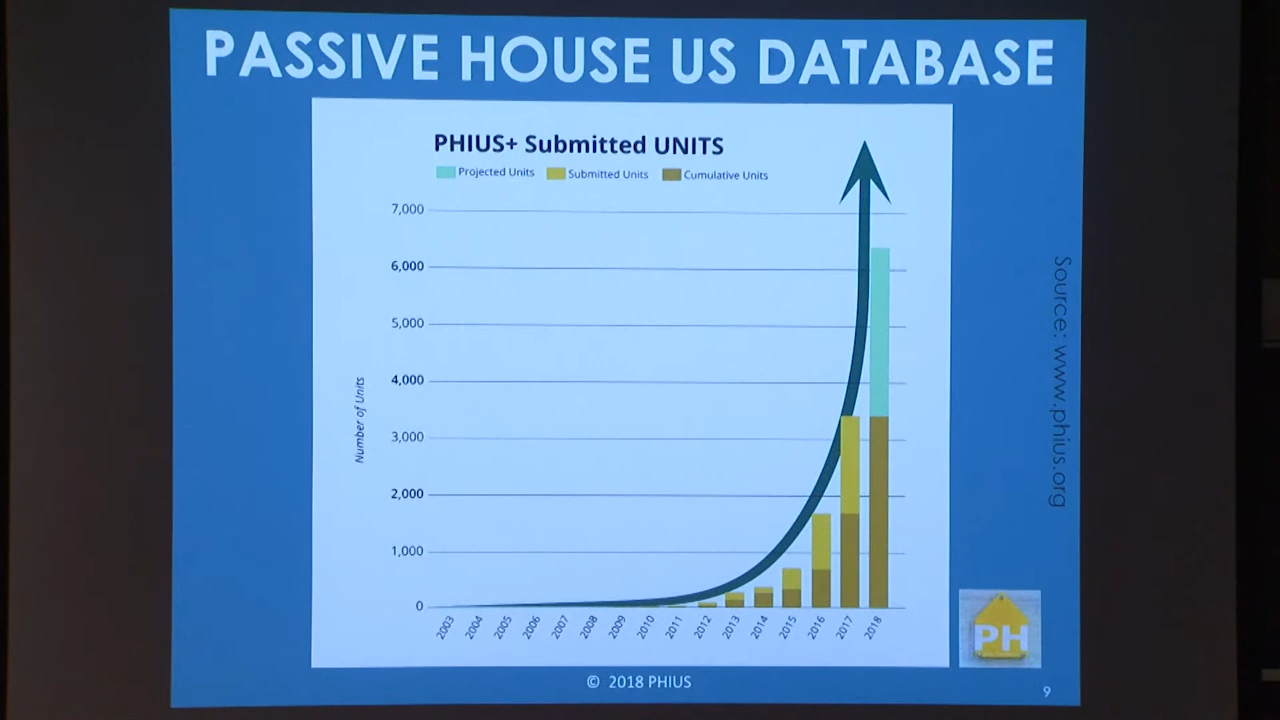 PASSIVE HOUSE US DATABASE
PHIUS+ Submitted UNITS
Projected Units Submitted Units Cumulative Units
7,000
6,000
5,000
4,000
3,000
2,000
1,000
0
Number of Units
2003 2004 2005 2006 2007 2008 2009 2010 2011 2012 2013 2014 2015 2016 2017 2018
Source: www.phius.org
PH
© 2018 PHIUS
9